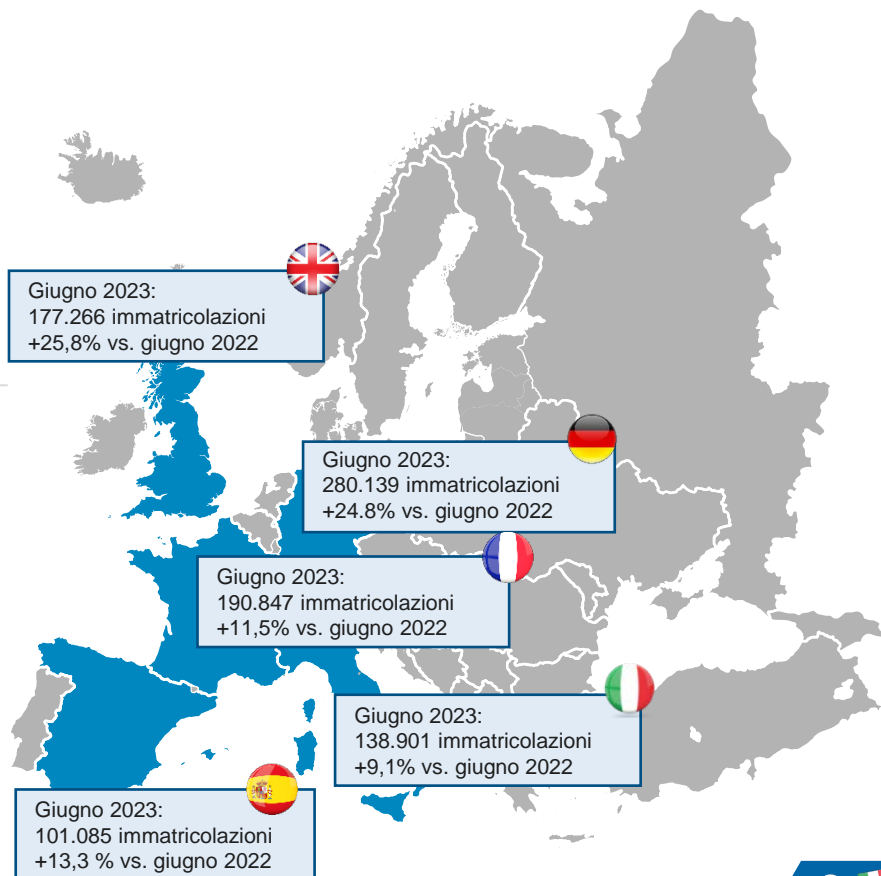 Giugno 2023:
177.266 immatricolazioni
+25,8% vs. giugno 2022
Giugno 2023:
280.139 immatricolazioni
+24.8% vs. giugno 2022
Giugno 2023:
190.847 immatricolazioni
+11,5% vs. giugno 2022
Giugno 2023:
138.901 immatricolazioni
+9,1% vs. giugno 2022
Giugno 2023:
101.085 immatricolazioni
+13,3 % vs. giugno 2022